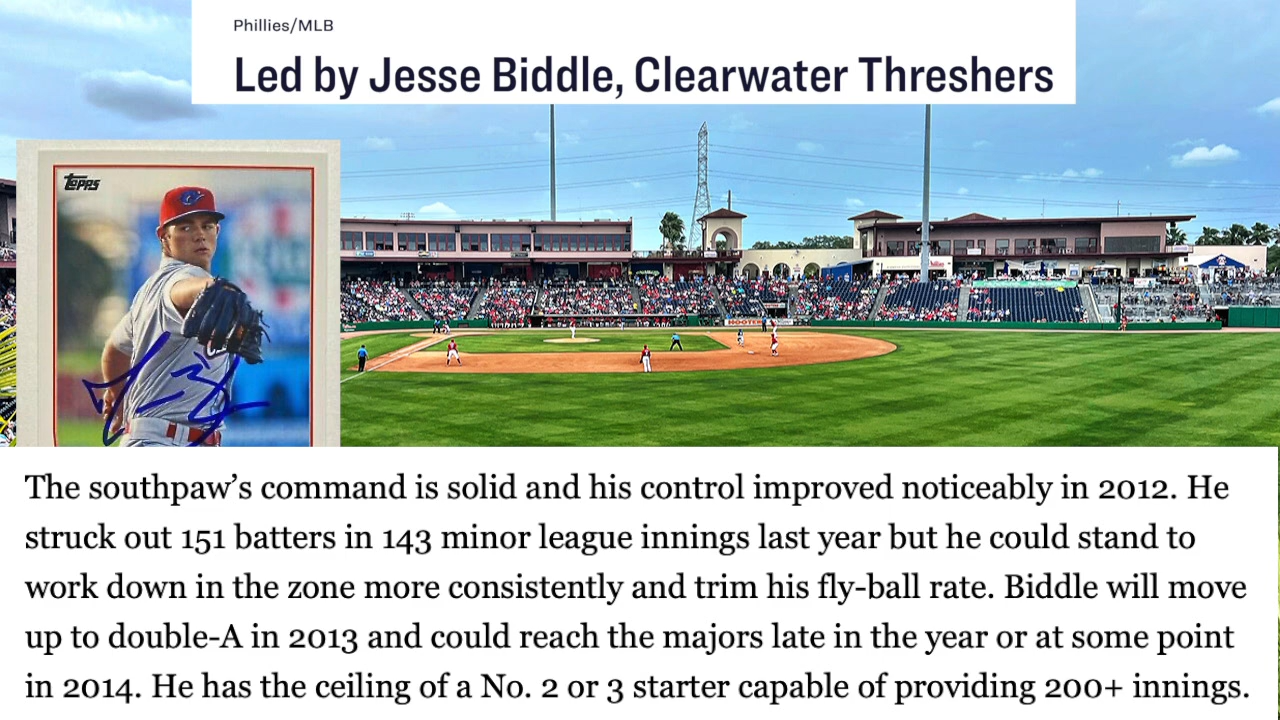 Phillies/MLB
Led by Jesse Biddle, Clearwater Threshers
Topps
HOOTERS
The southpaw’s command is solid and his control improved noticeably in 2012. He
struck out 151 batters in 143 minor league innings last year but he could stand to
work down in the zone more consistently and trim his fly-ball rate. Biddle will move
up to double-A in 2013 and could reach the majors late in the year or at some point
in 2014. He has the ceiling of a No. 2 or 3 starter capable of providing 200+ innings.